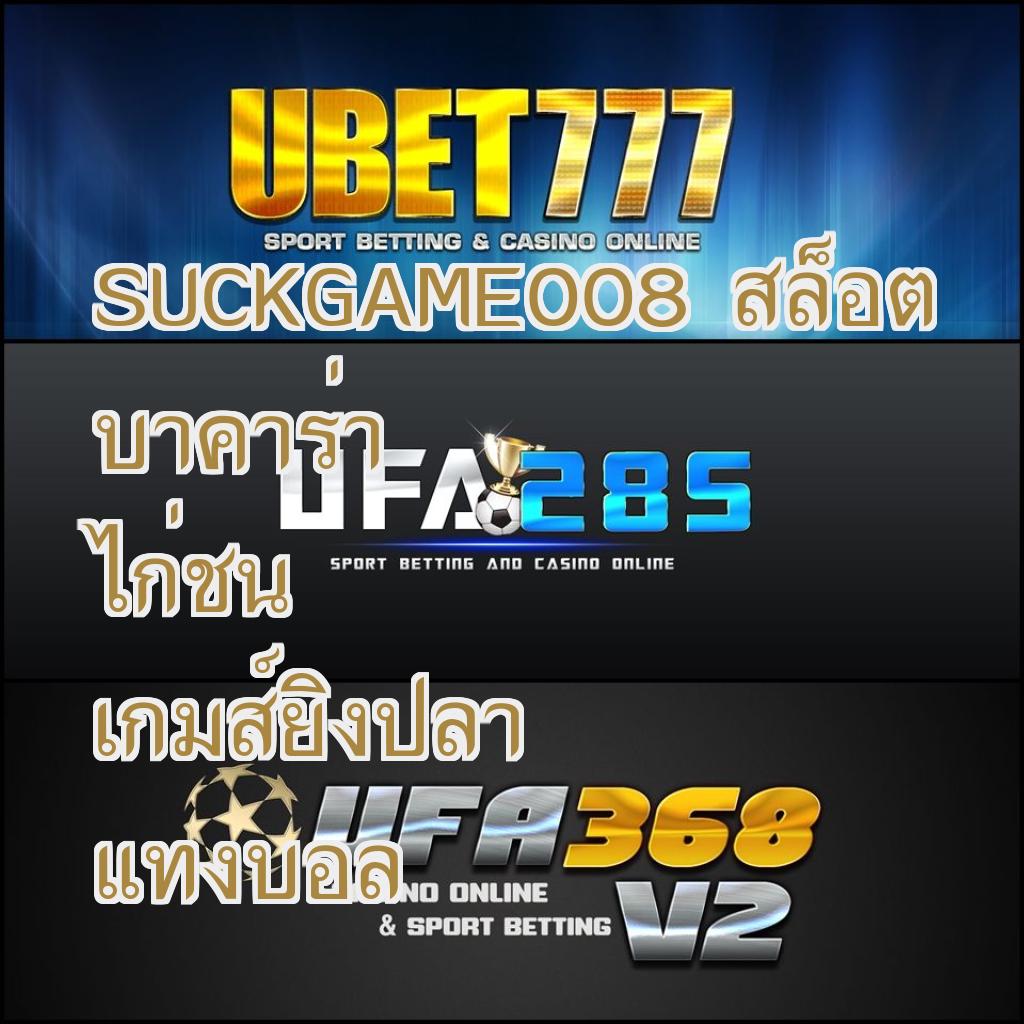 UBET777
SPORT BETTING & CASINO ONLINE
SUCKGAME008 สล็อต
บาคาร่า
UFA285
SPORT BETTING AND CASINO ONLINE
ไก่ชน
เกมส์ยิงปลา
UFA368
แทงบอล
ONLINE
& SPORT BETTING
V2